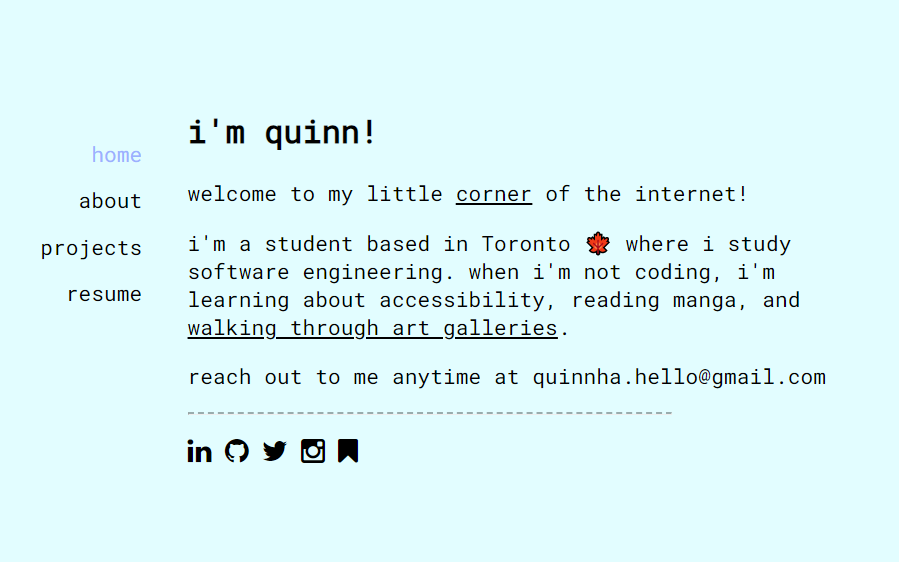 i'm quinn!
home
welcome to my little corner of the internet!
about
i'm a student based in Toronto 🍁 where i study
projects
software engineering. when i'm not coding, i'm
resume
learning about accessibility, reading manga, and
walking through art galleries.
reach out to me anytime at quinnha.hello@gmail.com
in